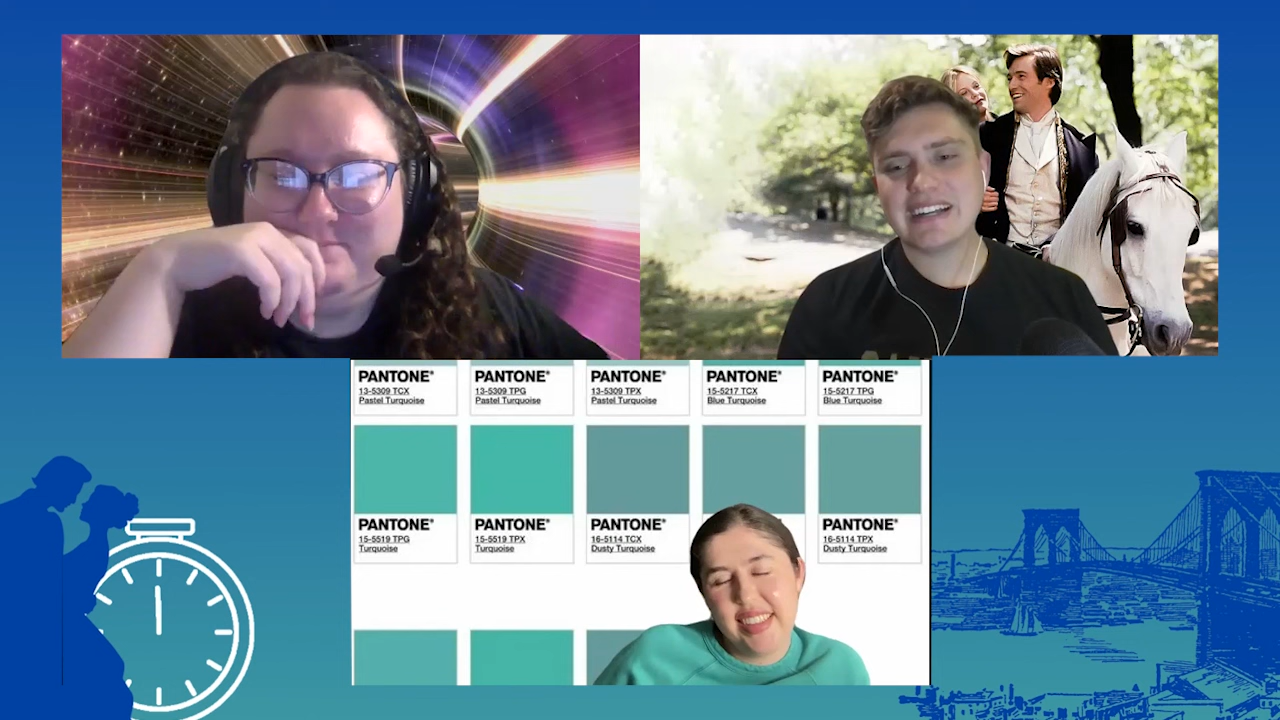 PANTONE®
13-5309 TCX
Pastel Turquoise
PANTONE®
13-5309 TPG
Pastel Turquoise
PANTONE®
13-5309 TPX
Pastel Turquoise
PANTONE®
15-5217 TCX
Blue Turquoise
PANTONE®
15-5217 TPG
Blue Turquoise
PANTONE®
15-5519 TPG
Turquoise
PANTONE®
15-5519 TPX
Turquoise
PANTONE®
16-5114 TCX
Dusty Turquoise
PANTONE®
16-5114 TPX
Dusty Turquoise